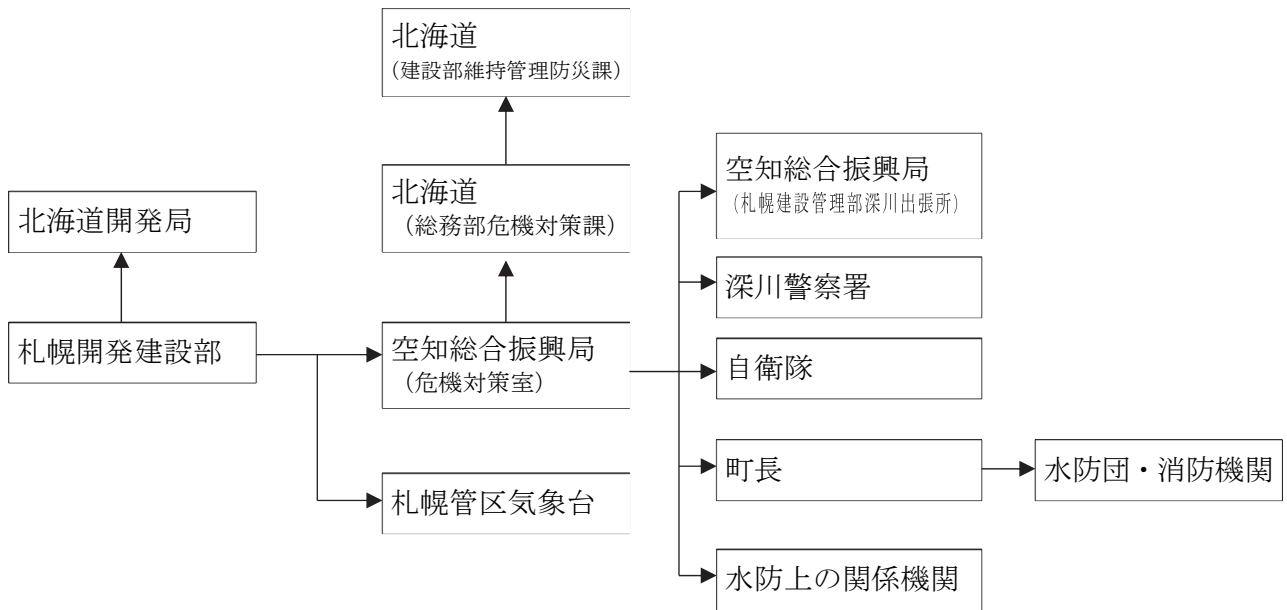 北海道
(建設部維持管理防災課)
北海道
(総務部危機対策課)
空知総合振興局
(札幌建設管理部深川出張所)
北海道開発局
深川警察署
札幌開発建設部
空知総合振興局
(危機対策室)
自衛隊
町長
水防団・消防機関
札幌管区気象台
水防上の関係機関